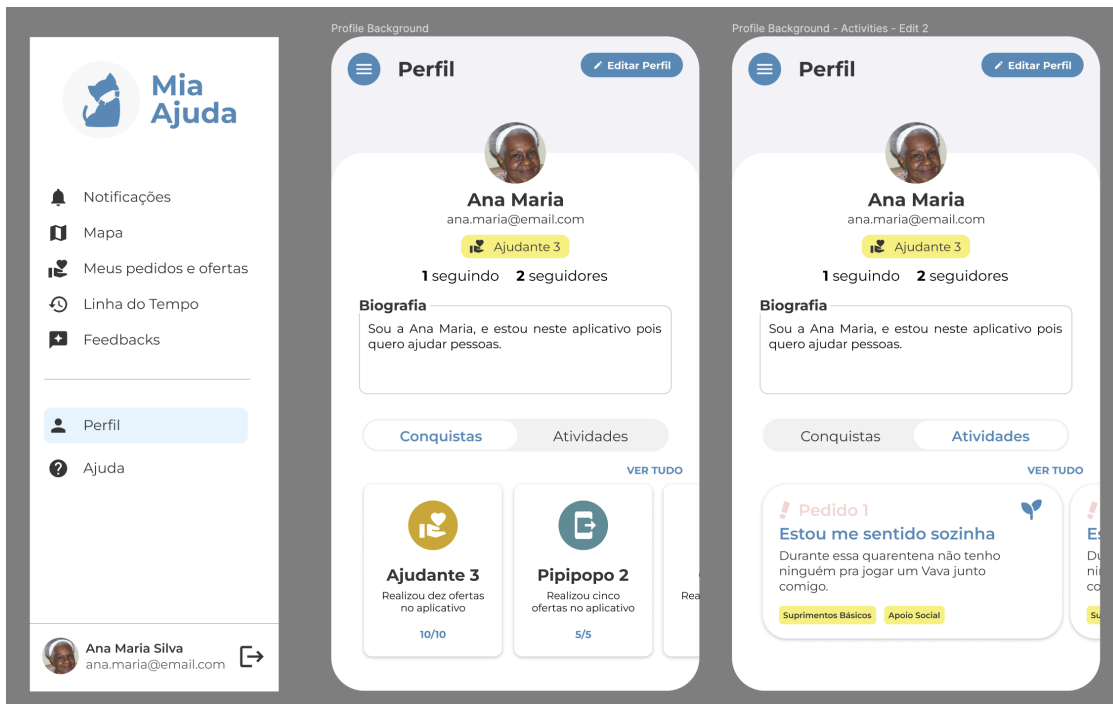 Mia
Ajuda
Notificações
Mapa
Meus pedidos e ofertas
Linha do Tempo
Feedbacks
Perfil
Ajuda
Ana Maria Silva
ana.maria@email.com
Profile Background
Perfil
Editar Perfil
Ana Maria
ana.maria@email.com
Ajudante 3
1 seguindo 2 seguidores
Biografia
Sou a Ana Maria, e estou neste aplicativo pois
quero ajudar pessoas.
Conquistas Atividades
VER TUDO
Ajudante 3
Realizou dez ofertas
no aplicativo
10/10
Pipipopo 2
Realizou cinco
ofertas no aplicativo
5/5
Rea
Profile Background - Activities - Edit 2
Perfil
Editar Perfil
Ana Maria
ana.maria@email.com
Ajudante 3
1 seguindo 2 seguidores
Biografia
Sou a Ana Maria, e estou neste aplicativo pois
quero ajudar pessoas.
Conquistas Atividades
VER TUDO
Pedido 1
Estou me sentido sozinha
Durante essa quarentena não tenho
ninguém pra jogar um Vava junto
comigo.
Suprimentos Básicos Apoio Social
Es
Du
co
Su